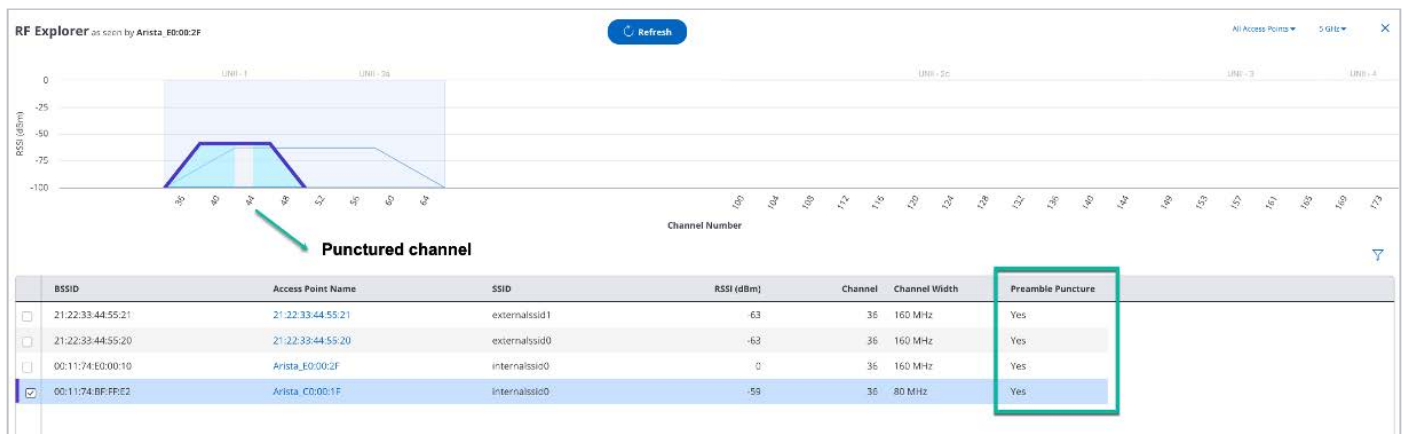 RF Explorer as seen by Arista_E0:00:2F
Refresh
All Access Points
5 GHz
UNII - 1
UNII - 2a
UNII - 2c
UNII - 3
UNII - 4
0
-25
-50
-75
-100
RSSI (dBm)
36 40 44 48 52 56 60 64 100 104 108 112 116 120 124 128 132 136 140 144 149 153 157 161 165 169 173
Channel Number
Punctured channel
BSSID Access Point Name SSID RSSI (dBm) Channel Channel Width Preamble Puncture
21:22:33:44:55:21 21:22:33:44:55:21 externalssid1 -63 36 160 MHz Yes
21:22:33:44:55:20 21:22:33:44:55:20 externalssid0 -63 36 160 MHz Yes
00:11:74:E0:00:10 Arista_E0:00:2F internalssid0 0 36 160 MHz Yes
00:11:74:BF:FF:E2 Arista_C0:00:1F internalssid0 -59 36 80 MHz Yes